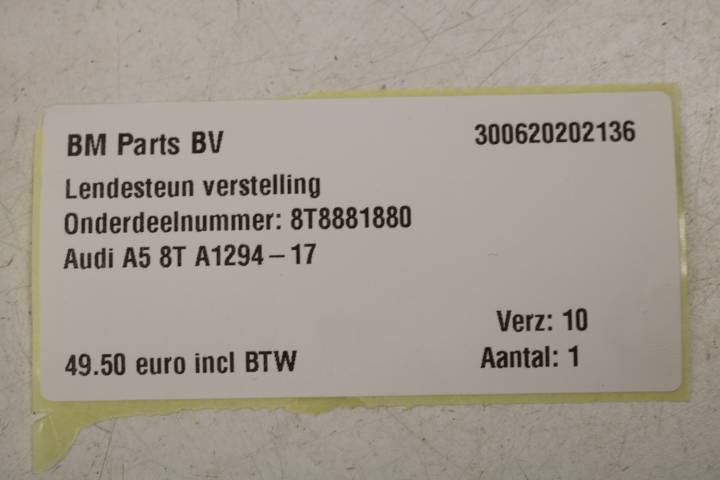 BM Parts BV
300620202136
Lendesteun verstelling
Onderdeelnummer: 8T8881880
Audi A5 8T A1294-17
Verz: 10
49.50 euro incl BTW
Aantal: 1